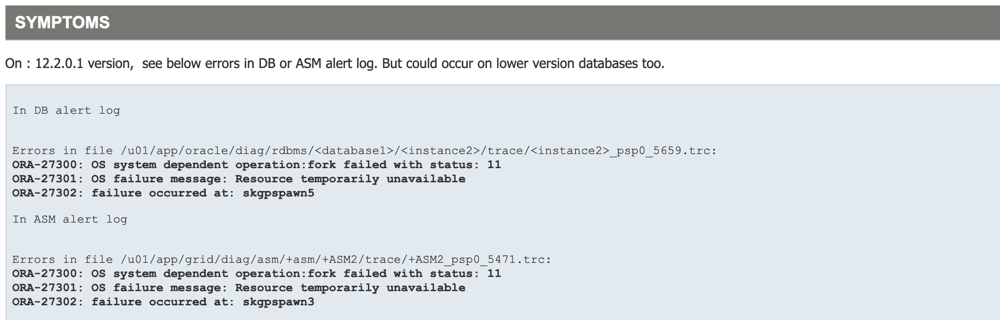 SYMPTOMS
On : 12.2.0.1 version,  see below errors in DB or ASM alert log. But could occur on lower version databases too.
In DB alert log
Errors in file /u01/app/oracle/diag/rdbms/<database1>/<instance2>/trace/<instance2>_psp0_5659.trc:
ORA-27300: OS system dependent operation:fork failed with status: 11
ORA-27301: OS failure message: Resource temporarily unavailable
ORA-27302: failure occurred at: skgpspawn5
In ASM alert log
Errors in file /u01/app/grid/diag/asm/+asm/+ASM2/trace/+ASM2_psp0_5471.trc:
ORA-27300: OS system dependent operation:fork failed with status: 11
ORA-27301: OS failure message: Resource temporarily unavailable
ORA-27302: failure occurred at: skgpspawn3